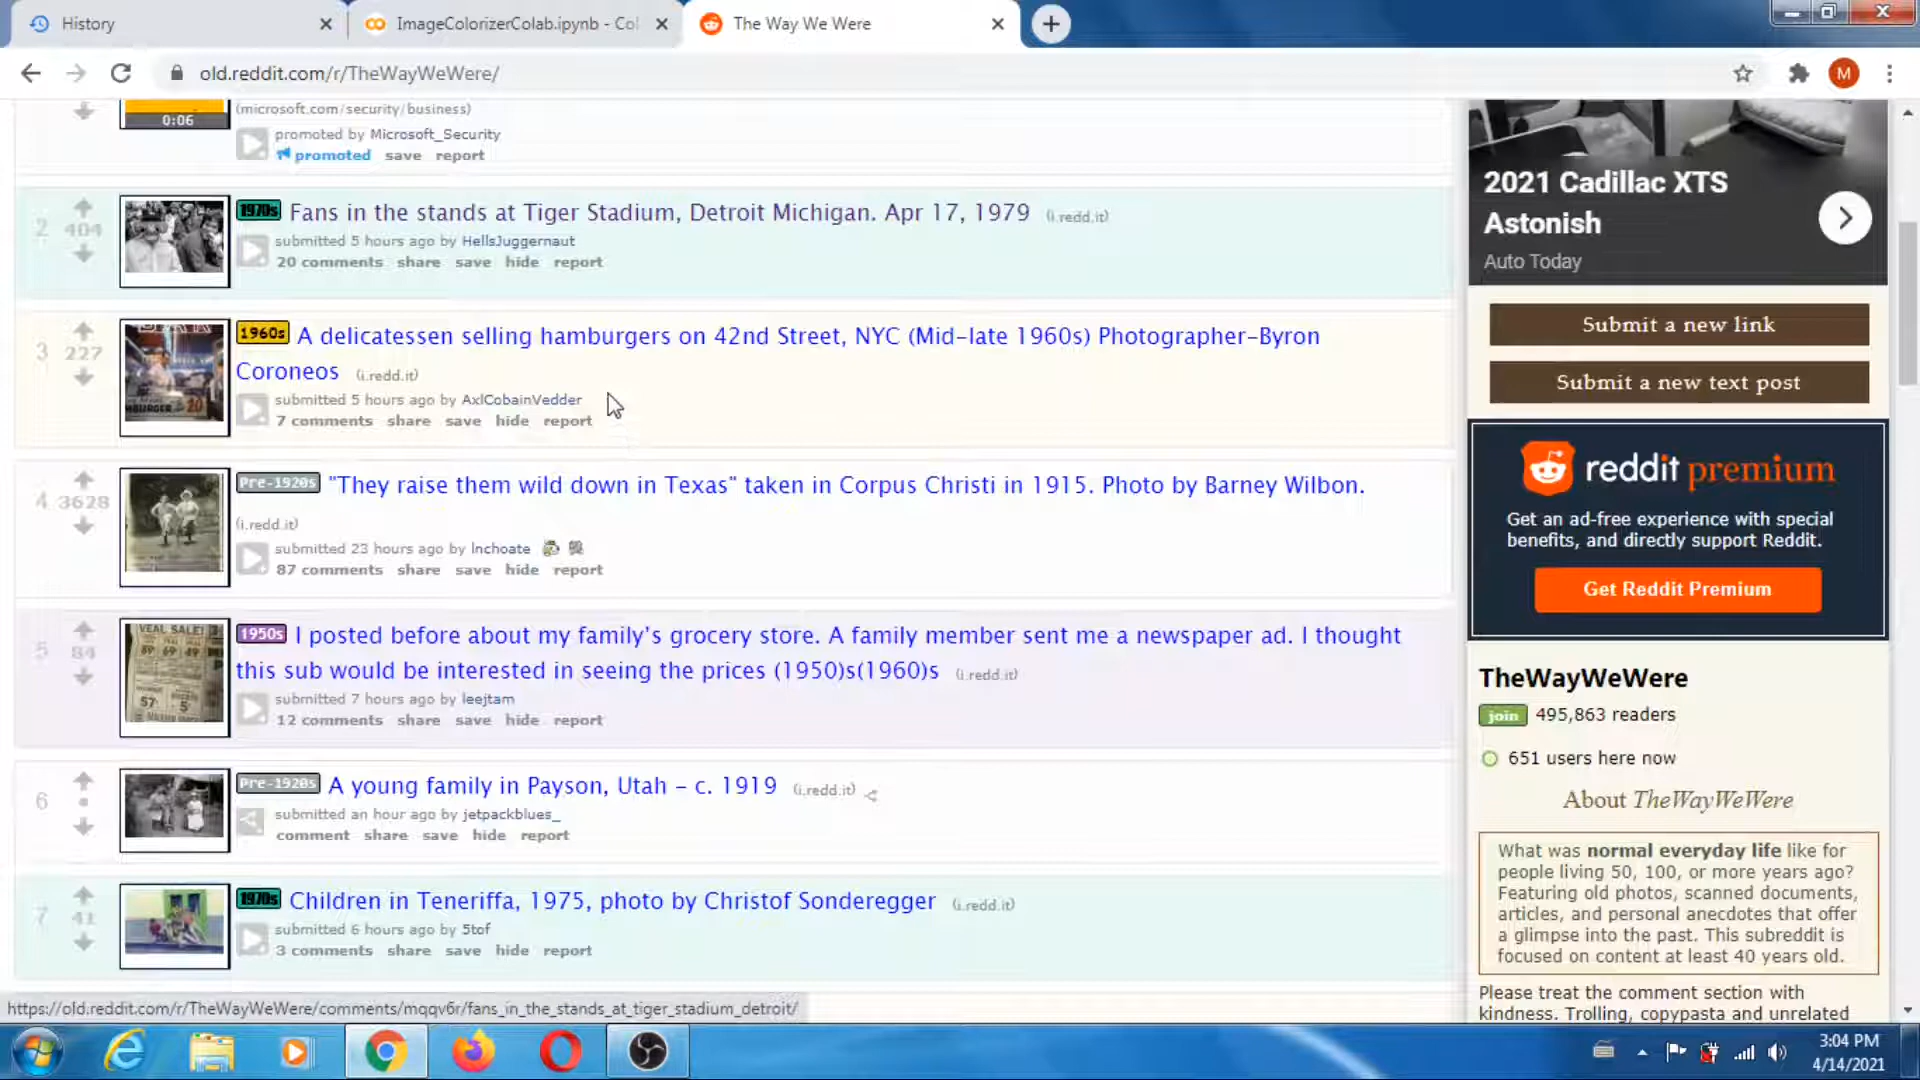 History
ImageColorizerColab.ipynb - Col
The Way We Were
old.reddit.com/r/TheWayWeWere/
M
0:06
(microsoft.com/security/business)
promoted by Microsoft_Security
promoted save report
2 404
1970s Fans in the stands at Tiger Stadium, Detroit Michigan. Apr 17, 1979 (i.redd.it)
submitted 5 hours ago by HellsJuggernaut
20 comments share save hide report
3 227
1960s A delicatessen selling hamburgers on 42nd Street, NYC (Mid-late 1960s) Photographer-Byron
Coroneos (i.redd.it)
submitted 5 hours ago by AxlCobainVedder
7 comments share save hide report
4 3628
Pre-1920s "They raise them wild down in Texas" taken in Corpus Christi in 1915. Photo by Barney Wilbon.
(i.redd.it)
submitted 23 hours ago by lnchoate
87 comments share save hide report
5 84
VEAL SALE!
1950s I posted before about my family's grocery store. A family member sent me a newspaper ad. I thought
this sub would be interested in seeing the prices (1950)s(1960)s (i.redd.it)
submitted 7 hours ago by leejtam
12 comments share save hide report
6 •
Pre-1920s A young family in Payson, Utah - c. 1919 (i.redd.it)
submitted an hour ago by jetpackblues_
comment share save hide report
7 41
1970s Children in Teneriffa, 1975, photo by Christof Sonderegger (i.redd.it)
submitted 6 hours ago by 5tof
3 comments share save hide report
2021 Cadillac XTS
Astonish
Auto Today
Submit a new link
Submit a new text post
reddit premium
Get an ad-free experience with special
benefits, and directly support Reddit.
Get Reddit Premium
TheWayWeWere
join 495,863 readers
651 users here now
About TheWayWeWere
What was normal everyday life like for
people living 50, 100, or more years ago?
Featuring old photos, scanned documents,
articles, and personal anecdotes that offer
a glimpse into the past. This subreddit is
focused on content at least 40 years old.
Please treat the comment section with
kindness. Trolling, copypasta and unrelated
https://old.reddit.com/r/TheWayWeWere/comments/mqqv6r/fans_in_the_stands_at_tiger_stadium_detroit/
3:04 PM
4/14/2021